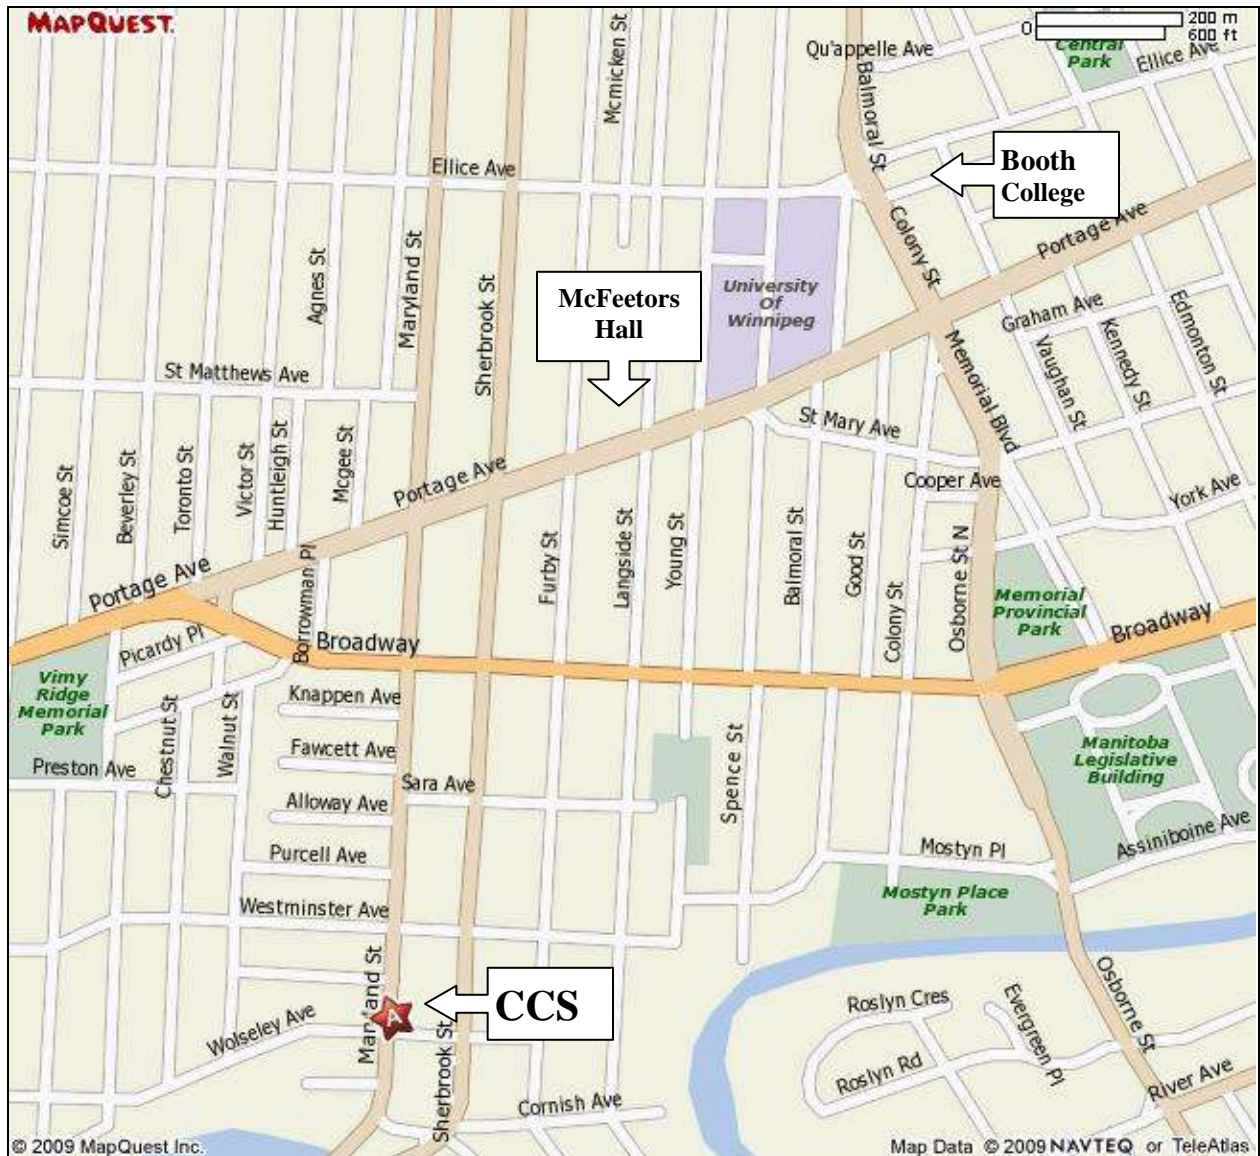 MAPQUEST.
0
200 m
600 ft
Qu'appelle Ave
Central
Park
Ellice Ave
Mcmicken St
Balmoral St
Booth
College
Ellice Ave
Colony St
Portage Ave
Agnes St
Maryland St
Sherbrook St
McFeetors
Hall
University
Of
Winnipeg
Graham Ave
Edmonton St
Kennedy St
Vaughan St
Memorial Blvd
St Matthews Ave
St Mary Ave
Simcoe St
Beverley St
Toronto St
Victor St
Huntleigh St
Mcgee St
Portage Ave
Cooper Ave
York Ave
Furby St
Langside St
Young St
Balmoral St
Good St
Colony St
Osborne St N
Portage Ave
Borrowman Pl
Memorial
Provincial
Park
Broadway
Picardy Pl
Broadway
Vimy
Ridge
Memorial
Park
Knappen Ave
Chestnut St
Walnut St
Fawcett Ave
Spence St
Manitoba
Legislative
Building
Preston Ave
Sara Ave
Alloway Ave
Assiniboine Ave
Purcell Ave
Mostyn Pl
Westminster Ave
Mostyn Place
Park
Maryland St
A
CCS
Osborne St
Roslyn Cres
Evergreen Pl
Wolseley Ave
Sherbrook St
Roslyn Rd
River Ave
Cornish Ave
© 2009 MapQuest Inc.
Map Data © 2009 NAVTEQ or TeleAtlas